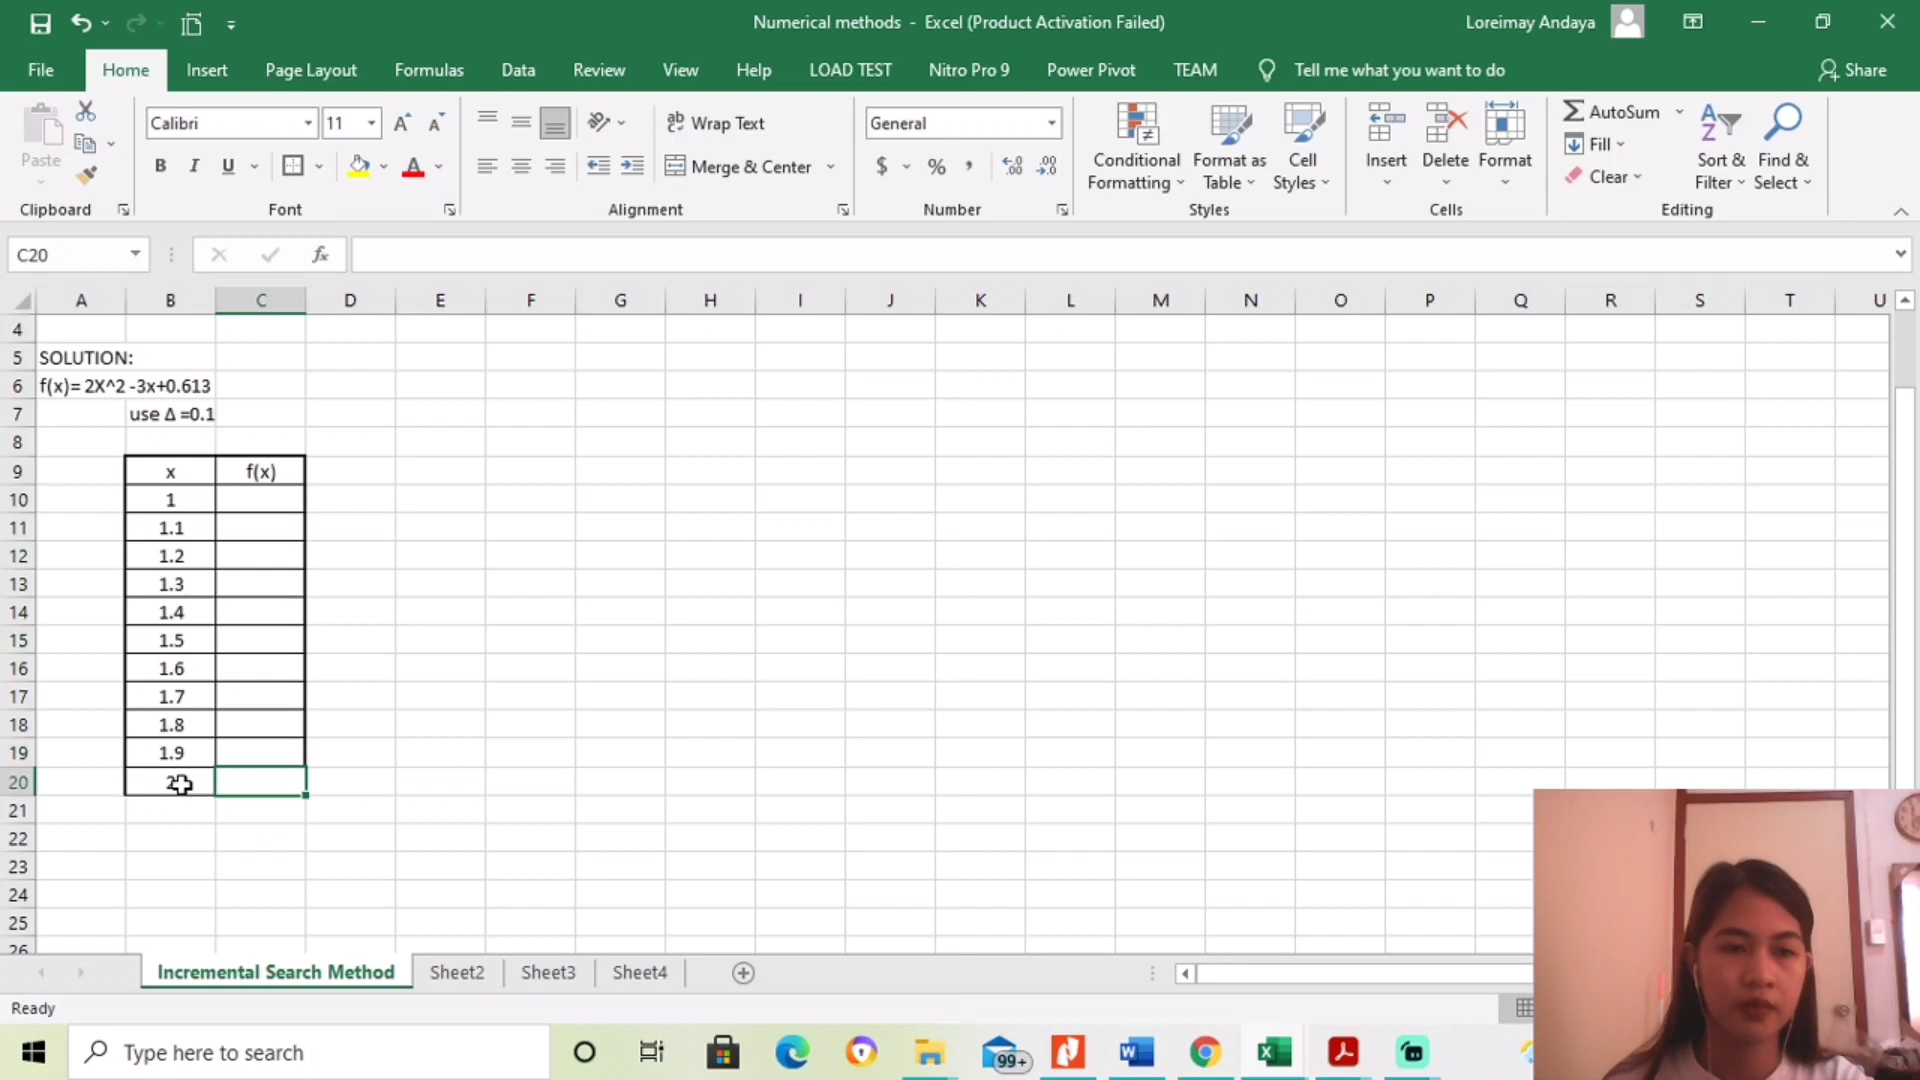 Numerical methods - Excel (Product Activation Failed)
Loreimay Andaya
File Home Insert Page Layout Formulas Data Review View Help LOAD TEST Nitro Pro 9 Power Pivot TEAM Tell me what you want to do Share
Calibri 11 Wrap Text General AutoSum
Paste B I U A Merge & Center $ % , Conditional Formatting Format as Table Cell Styles Insert Delete Format Fill Clear Sort & Filter Find & Select
Clipboard Font Alignment Number Styles Cells Editing
C20 fx
A B C D E F G H I J K L M N O P Q R S T U
4
5 SOLUTION:
6 f(x)= 2X^2 -3x+0.613
7 use Δ =0.1
8
9 x f(x)
10 1
11 1.1
12 1.2
13 1.3
14 1.4
15 1.5
16 1.6
17 1.7
18 1.8
19 1.9
20
21
22
23
24
25
26
Incremental Search Method Sheet2 Sheet3 Sheet4
Ready
Type here to search
99+